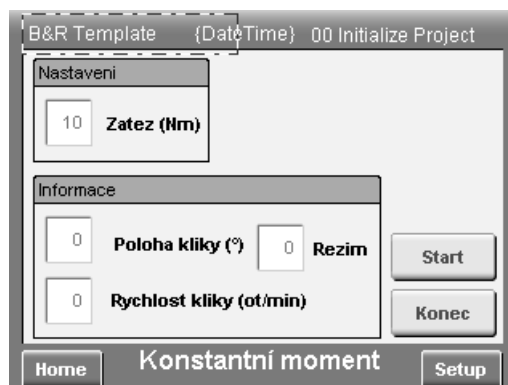 B&R Template {DateTime} 00 Initialize Project
Nastaveni
10 Zatez (Nm)
Informace
0 Poloha kliky (°) 0 Rezim
0 Rychlost kliky (ot/min)
Start
Konec
Home Konstantní moment Setup